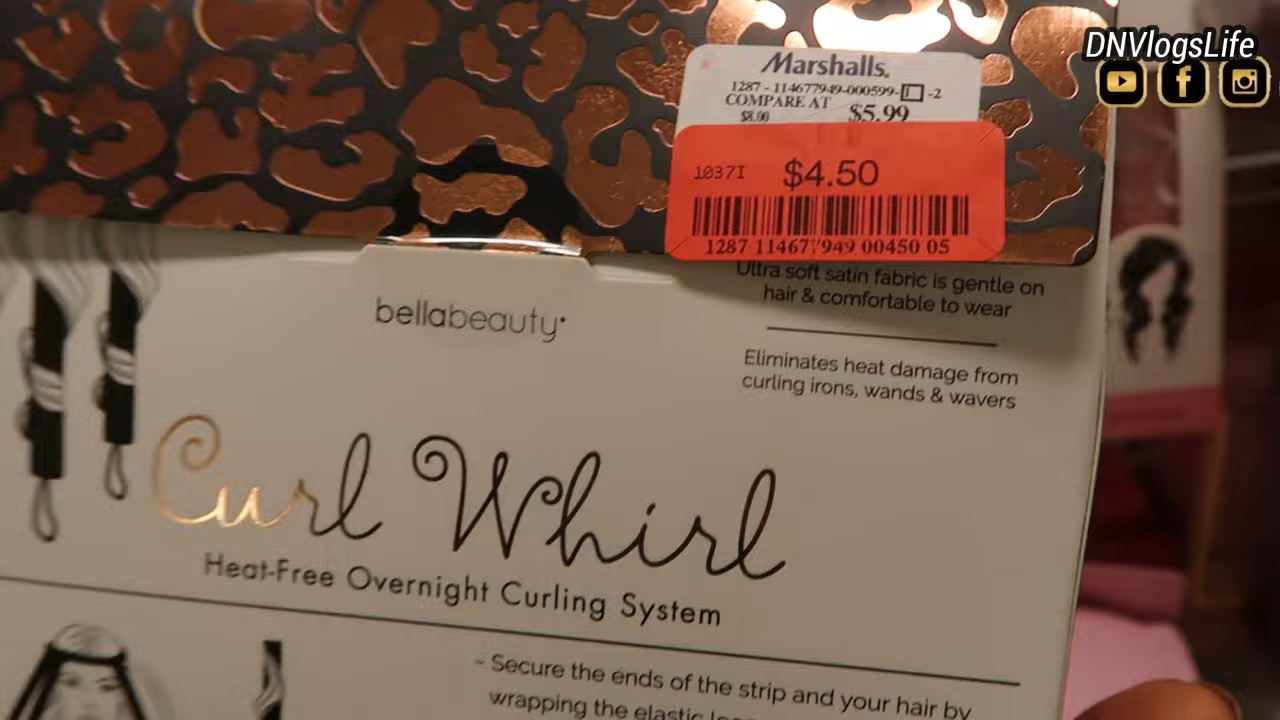 DNVlogsLife
Marshalls.
1287 - 114677949-000599- -2
COMPARE AT
$8.00
$5.99
1037I
$4.50
1287 11467 949 00450 05
Ultra soft satin fabric is gentle on
hair & comfortable to wear
Eliminates heat damage from
curling irons, wands & wavers
bellabeauty
Curl Whirl
Heat-Free Overnight Curling System
~ Secure the ends of the strip and your hair by
wrapping the elastic